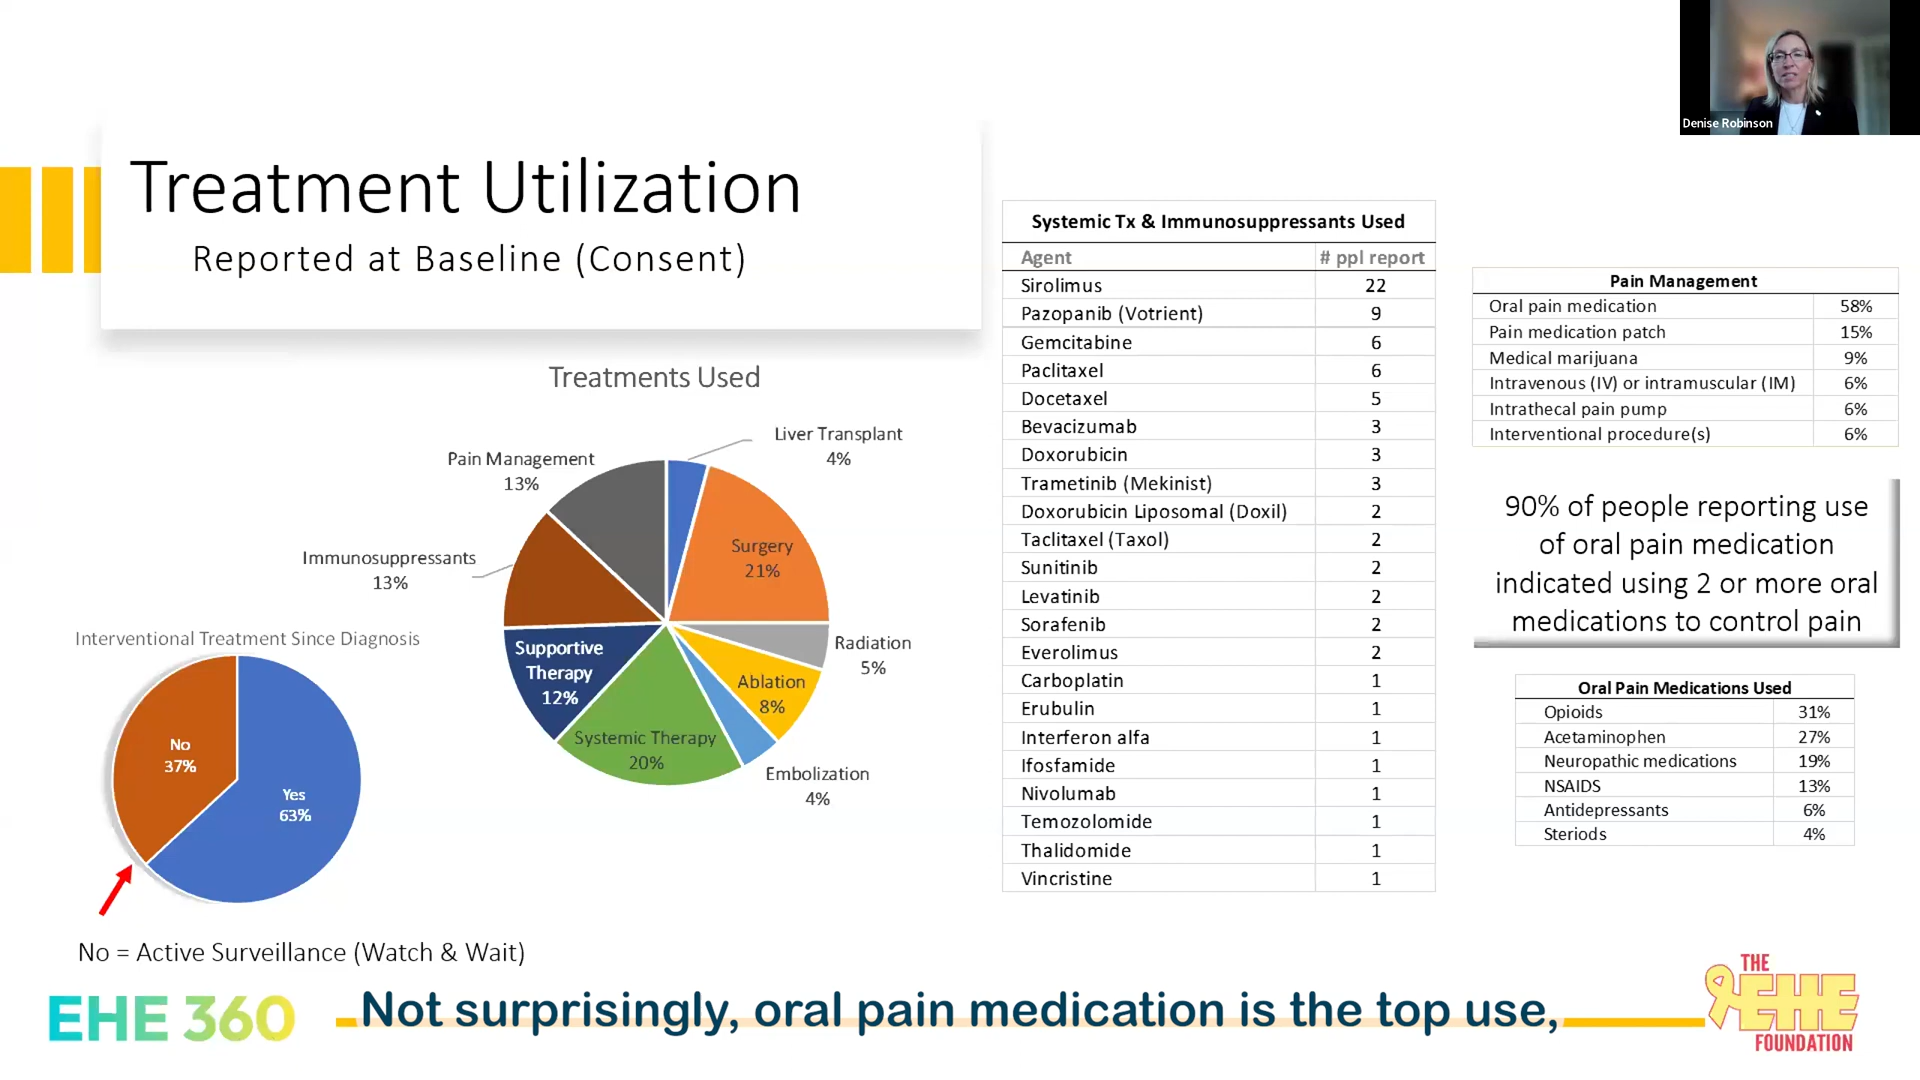 Denise Robinson
Treatment Utilization
Reported at Baseline (Consent)
Treatments Used
Liver Transplant
4%
Pain Management
13%
Surgery
21%
Immunosuppressants
13%
Radiation
5%
Supportive
Therapy
12%
Ablation
8%
Systemic Therapy
20%
Embolization
4%
Interventional Treatment Since Diagnosis
No
37%
Yes
63%
No = Active Surveillance (Watch & Wait)
Systemic Tx & Immunosuppressants Used
Agent # ppl report
Sirolimus 22
Pazopanib (Votrient) 9
Gemcitabine 6
Paclitaxel 6
Docetaxel 5
Bevacizumab 3
Doxorubicin 3
Trametinib (Mekinist) 3
Doxorubicin Liposomal (Doxil) 2
Taclitaxel (Taxol) 2
Sunitinib 2
Levatinib 2
Sorafenib 2
Everolimus 2
Carboplatin 1
Erubulin 1
Interferon alfa 1
Ifosfamide 1
Nivolumab 1
Temozolomide 1
Thalidomide 1
Vincristine 1
Pain Management
Oral pain medication 58%
Pain medication patch 15%
Medical marijuana 9%
Intravenous (IV) or intramuscular (IM) 6%
Intrathecal pain pump 6%
Interventional procedure(s) 6%
90% of people reporting use
of oral pain medication
indicated using 2 or more oral
medications to control pain
Oral Pain Medications Used
Opioids 31%
Acetaminophen 27%
Neuropathic medications 19%
NSAIDS 13%
Antidepressants 6%
Steriods 4%
EHE 360
Not surprisingly, oral pain medication is the top use,
THE
EHE
FOUNDATION